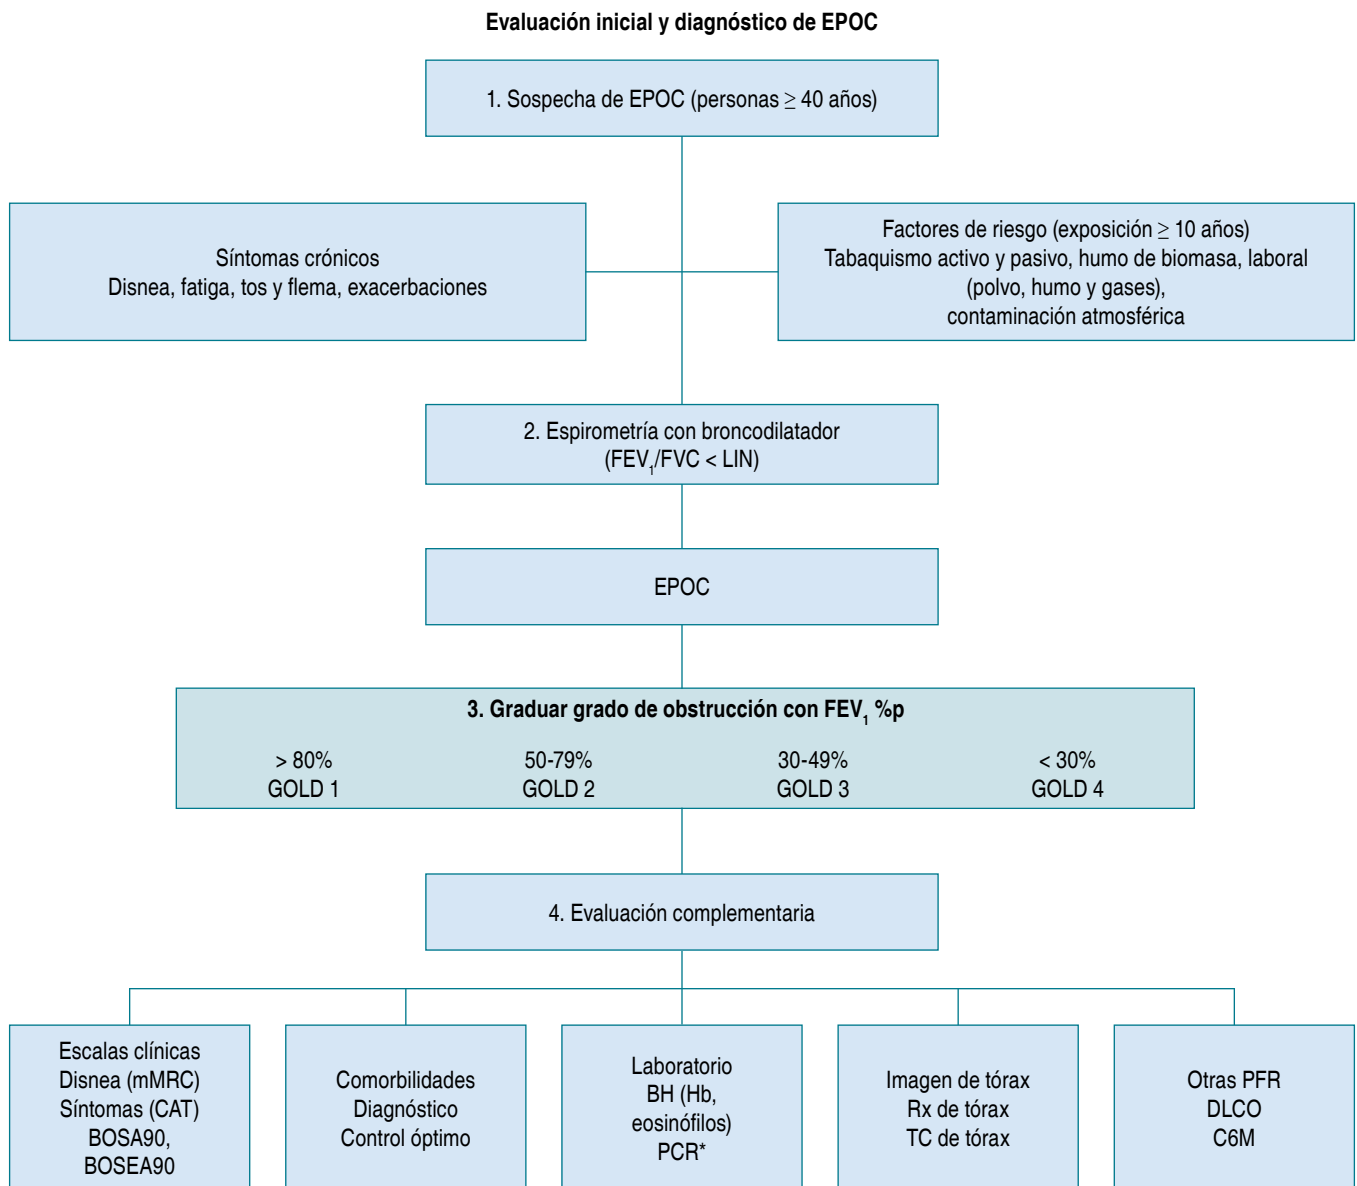 Evaluación inicial y diagnóstico de EPOC
1. Sospecha de EPOC (personas ≥ 40 años)
Síntomas crónicos
Disnea, fatiga, tos y flema, exacerbaciones
Factores de riesgo (exposición ≥ 10 años)
Tabaquismo activo y pasivo, humo de biomasa, laboral
(polvo, humo y gases),
contaminación atmosférica
2. Espirometría con broncodilatador
(FEV₁/FVC < LIN)
EPOC
3. Graduar grado de obstrucción con FEV₁ %p
> 80% 50-79% 30-49% < 30%
GOLD 1 GOLD 2 GOLD 3 GOLD 4
4. Evaluación complementaria
Escalas clínicas
Disnea (mMRC)
Síntomas (CAT)
BOSA90,
BOSEA90
Comorbilidades
Diagnóstico
Control óptimo
Laboratorio
BH (Hb,
eosinófilos)
PCR*
Imagen de tórax
Rx de tórax
TC de tórax
Otras PFR
DLCO
C6M